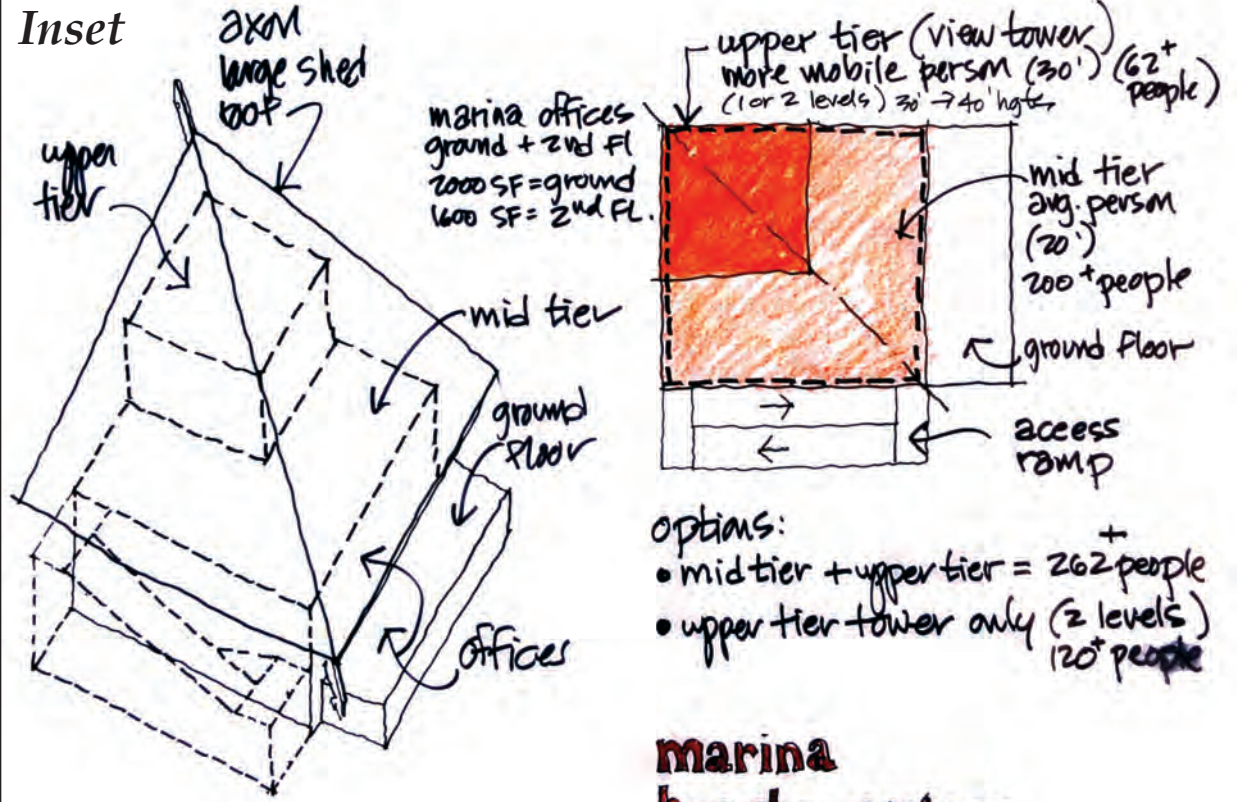 Inset
axon
large shed
roof
upper
tier
mid tier
ground
floor
offices
marina offices
ground + 2nd Fl
2000 SF = ground
1600 SF = 2nd FL.
upper tier (view tower)
more mobile person (30') (62+ people)
(1 or 2 levels) 30' → 40' hgts
mid tier
avg. person
(20')
200+ people
ground floor
access
ramp
options:
• mid tier + upper tier = 262+ people
• upper tier tower only (2 levels)
120+ people
marina